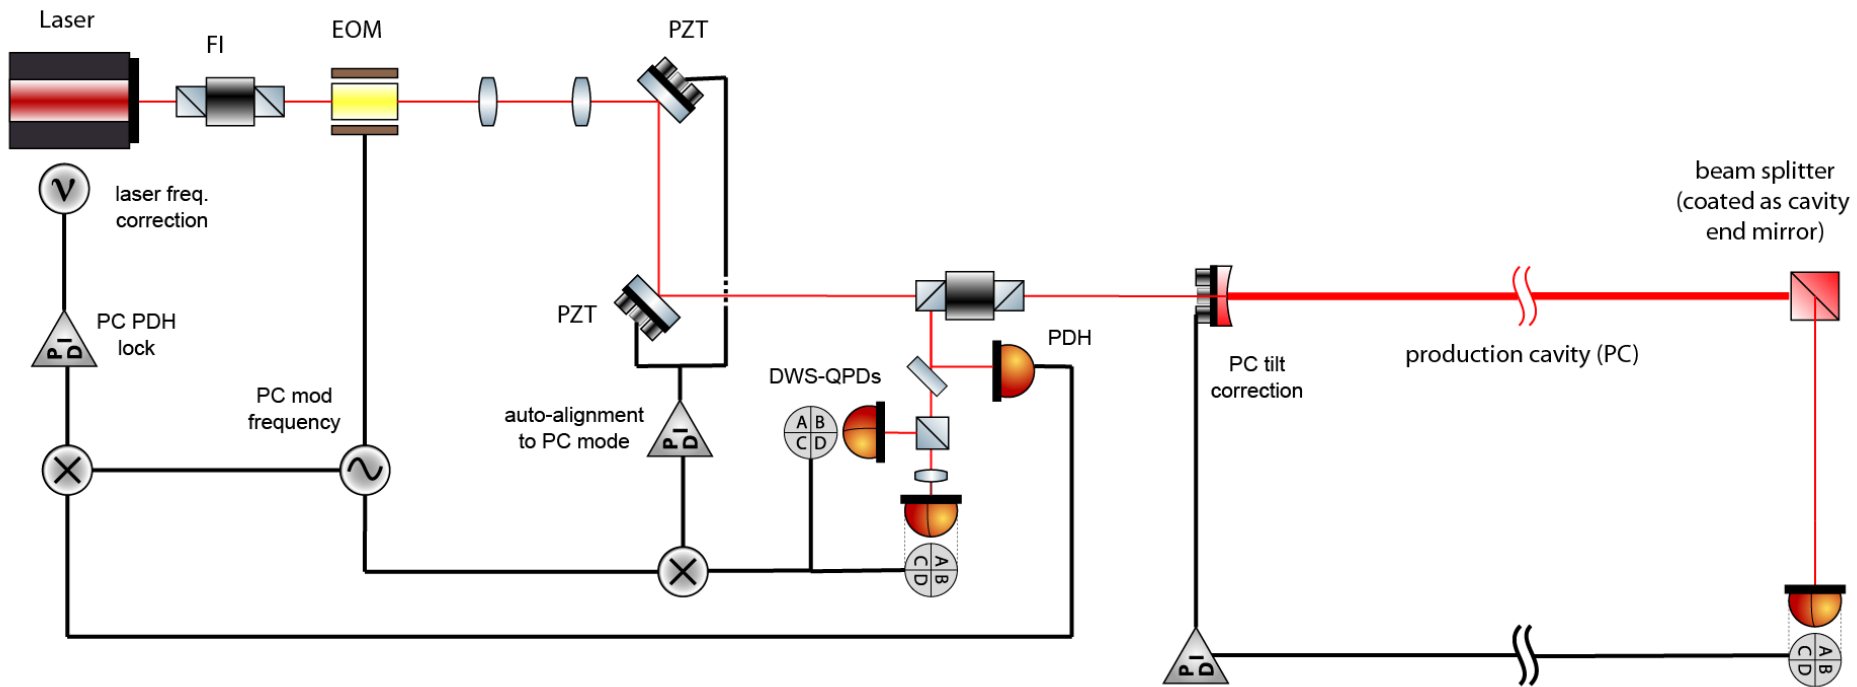 Laser
FI
EOM
PZT
ν
laser freq.
correction
beam splitter
(coated as cavity
end mirror)
PZT
PC PDH
lock
P I D
PDH
production cavity (PC)
PC tilt
correction
DWS-QPDs
PC mod
frequency
auto-alignment
to PC mode
P I D
A B
C D
A B
C D
P I D
A B
C D